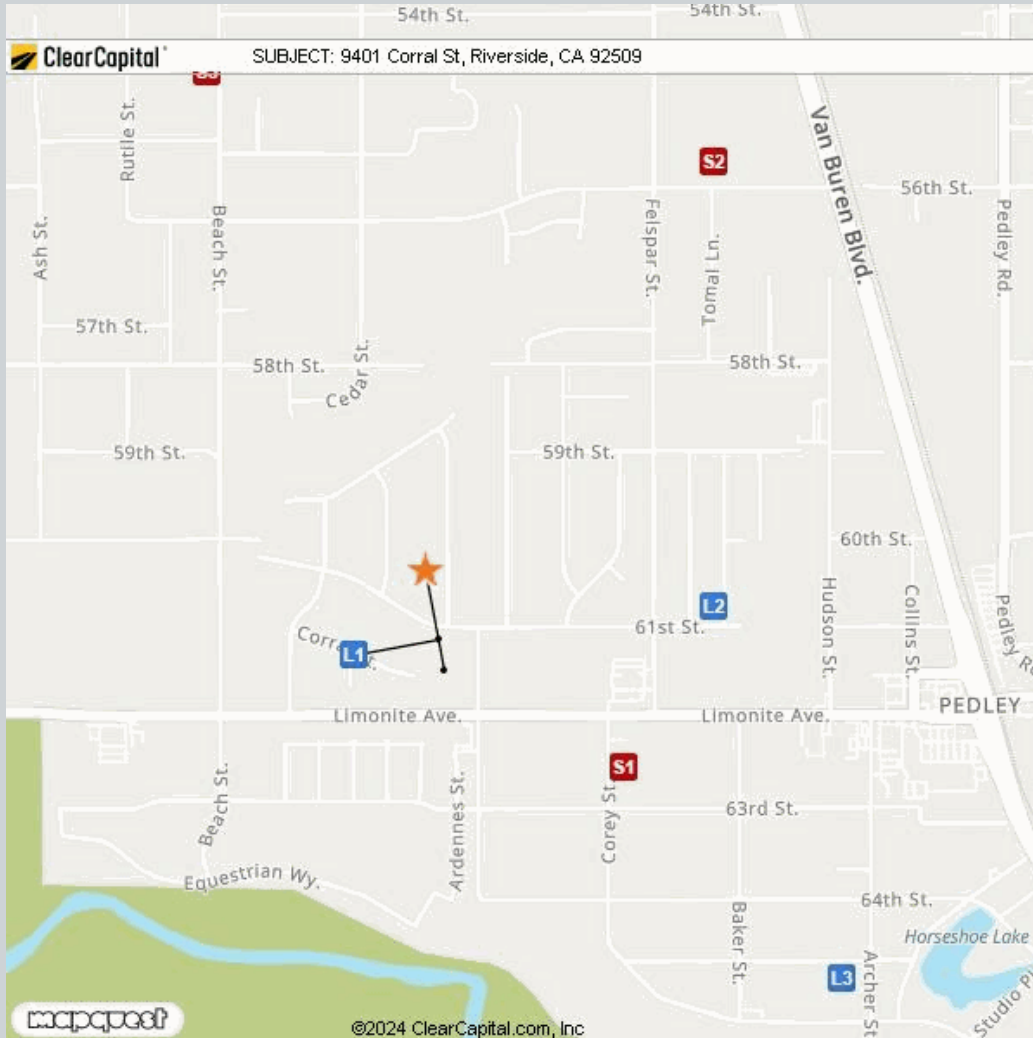 54th St.
54th St.
ClearCapital
SUBJECT: 9401 Corral St, Riverside, CA 92509
Rutile St.
S2
Van Buren Blvd.
56th St.
Ash St.
Beach St.
Felspar St.
Tomal Ln.
Pedley Rd.
57th St.
58th St.
Cedar St.
58th St.
59th St.
59th St.
60th St.
L2
Hudson St.
Collins St.
61st St.
L1
Limonite Ave.
Limonite Ave.
PEDLEY
S1
Beach St.
Ardennes St.
Corey St.
63rd St.
Equestrian Wy.
64th St.
Baker St.
Horseshoe Lake
L3
Archer St
mapquest
©2024 ClearCapital.com, Inc